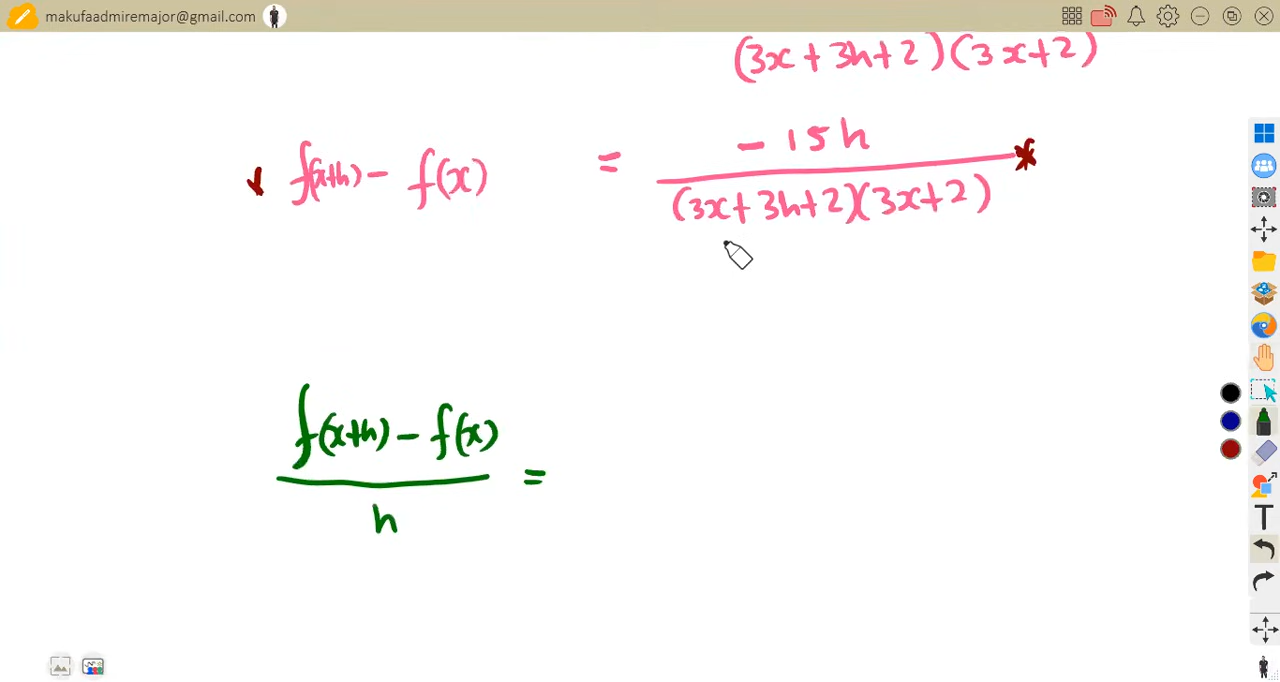 makufaadmiremajor@gmail.com
(3x+3h+2)(3x+2)
f(x+h) - f(x) = -15h / (3x+3h+2)(3x+2) *
f(x+h) - f(x) / h =
T